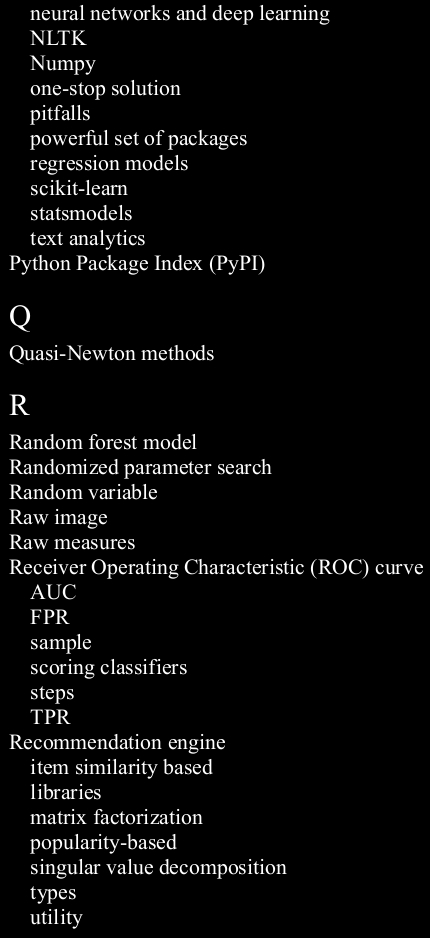 neural networks and deep learning
NLTK
Numpy
one-stop solution
pitfalls
powerful set of packages
regression models
scikit-learn
statsmodels
text analytics
Python Package Index (PyPI)
Q
Quasi-Newton methods
R
Random forest model
Randomized parameter search
Random variable
Raw image
Raw measures
Receiver Operating Characteristic (ROC) curve
AUC
FPR
sample
scoring classifiers
steps
TPR
Recommendation engine
item similarity based
libraries
matrix factorization
popularity-based
singular value decomposition
types
utility